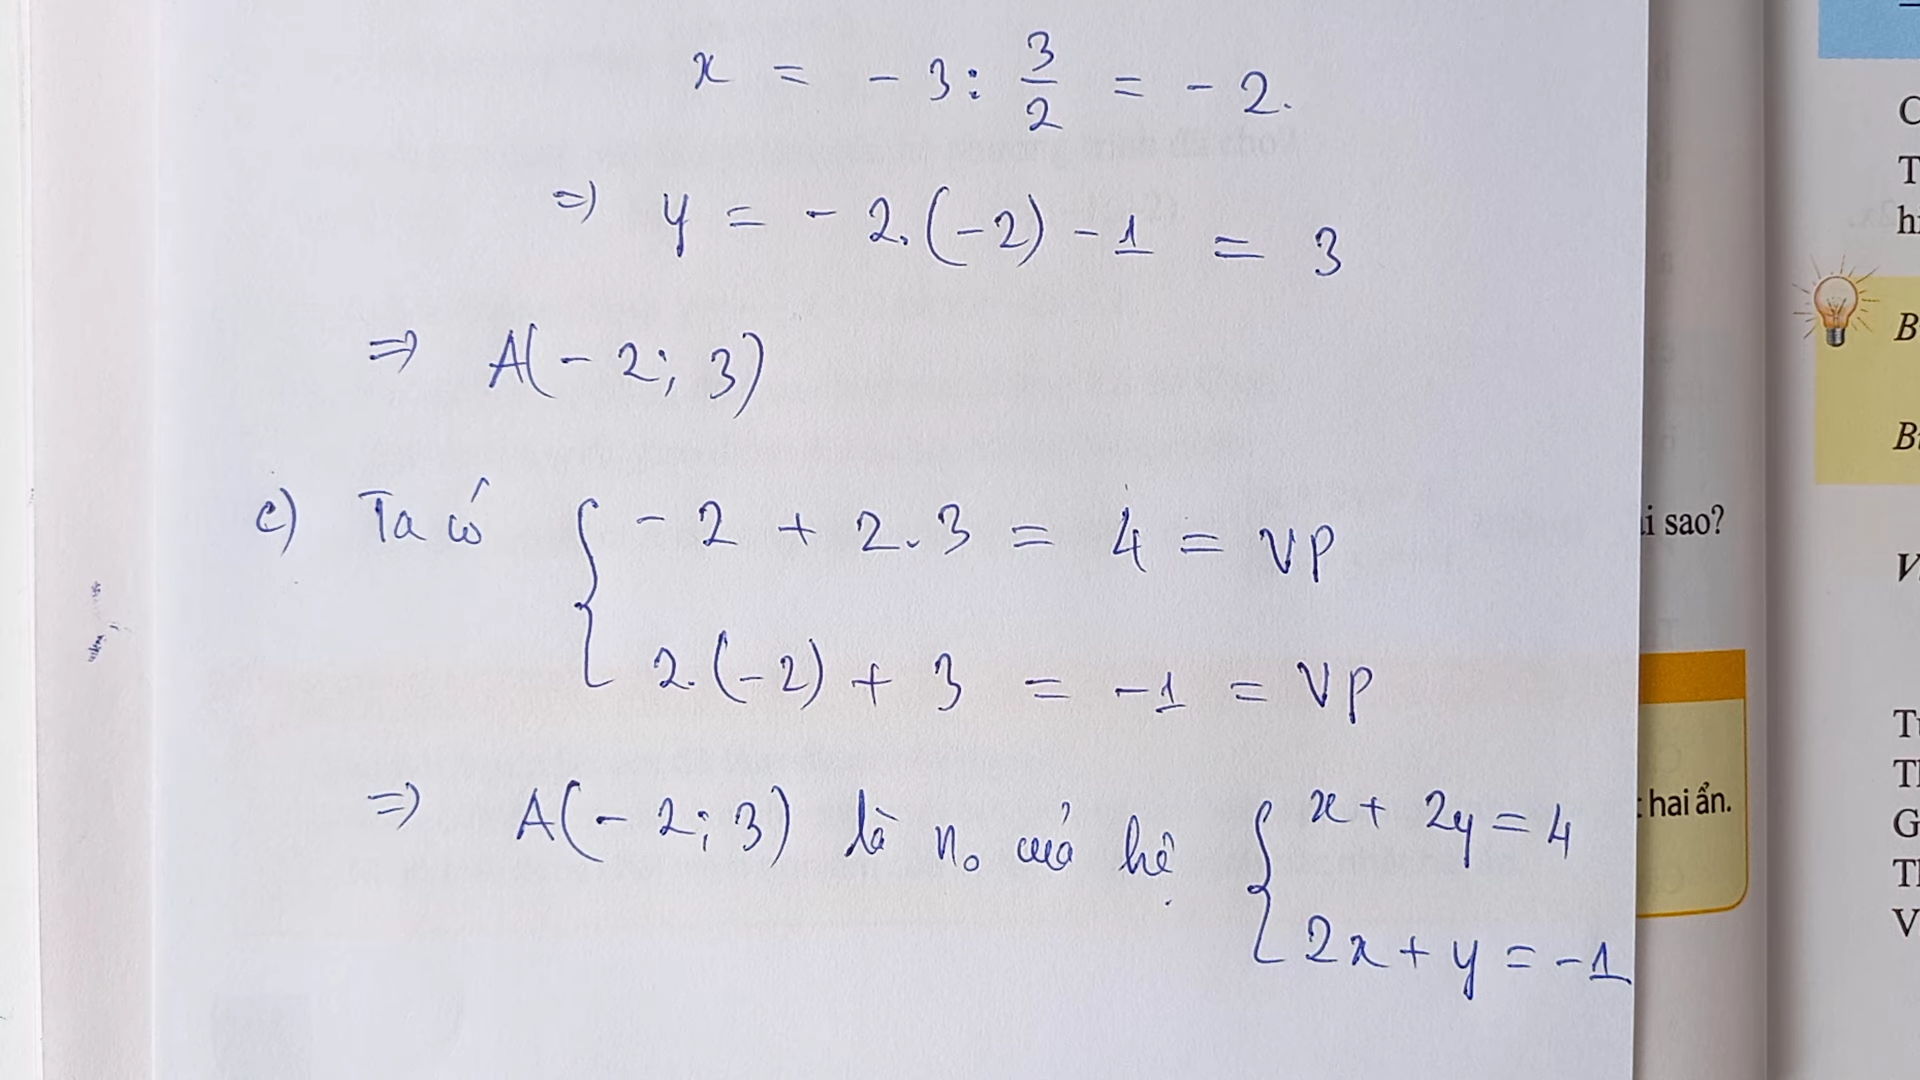 x = -3 : 3/2 = -2.
=> y = -2.(-2) - 1 = 3
=> A(-2; 3)
c) Ta có { -2 + 2.3 = 4 = VP
2.(-2) + 3 = -1 = VP
=> A(-2; 3) là n₀ của hệ { x + 2y = 4
2x + y = -1
i sao?
hai ẩn.
C
T
hi
B
V
T
G
T
V